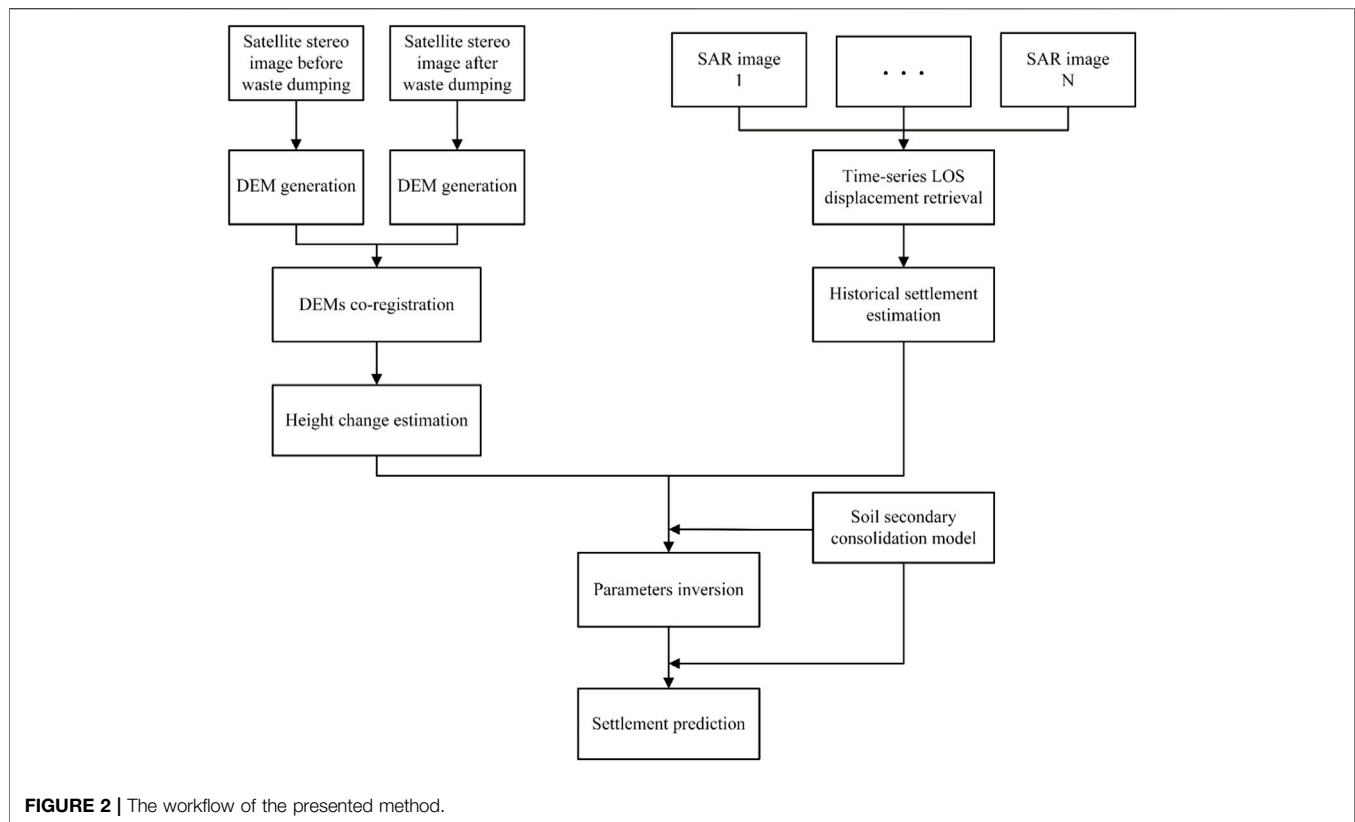 Satellite stereo
image before
waste dumping
Satellite stereo
image after
waste dumping
SAR image
1
. . .
SAR image
N
DEM generation
DEM generation
Time-series LOS
displacement retrieval
DEMs co-registration
Historical settlement
estimation
Height change estimation
Soil secondary
consolidation model
Parameters inversion
Settlement prediction
FIGURE 2 | The workflow of the presented method.